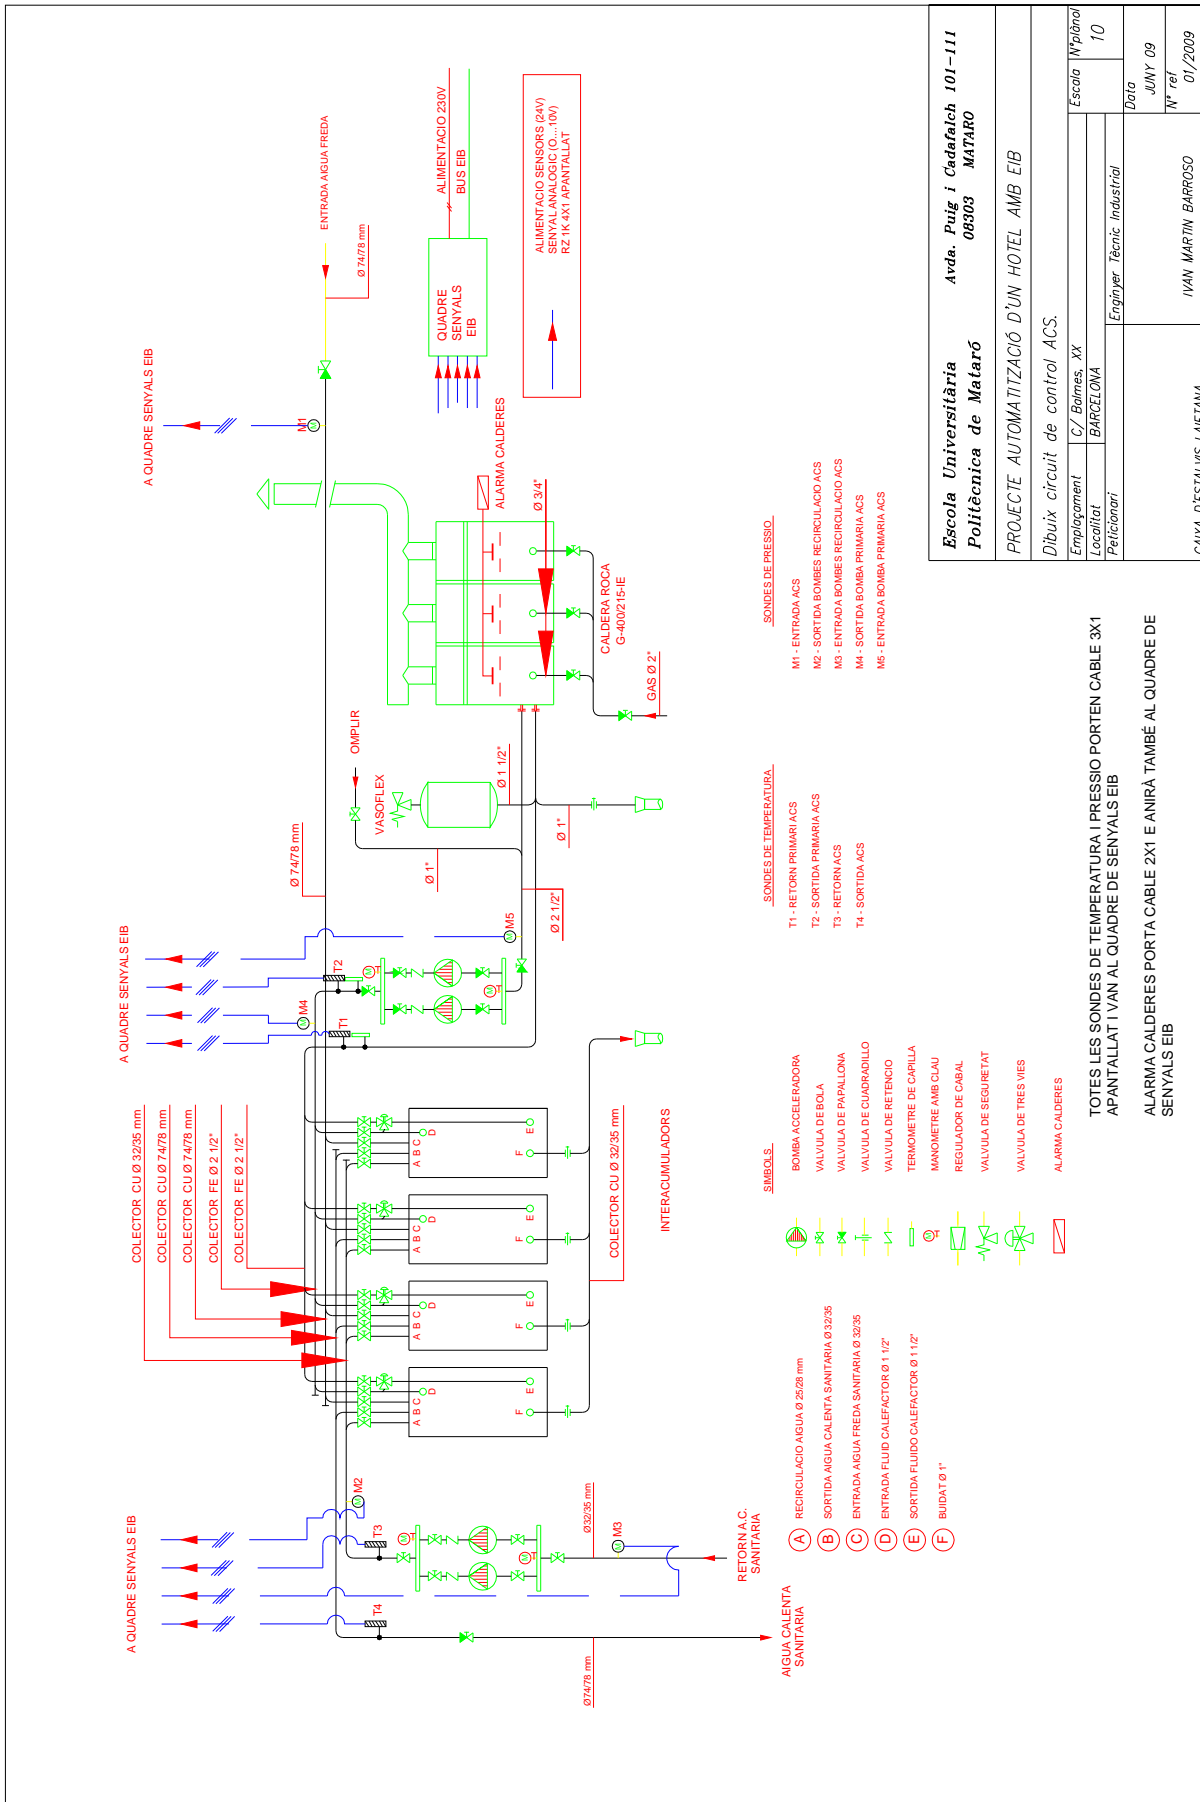 A QUADRE SENYALS EIB
T4
T3
M2
M
T
M
T
M
Ø74/78 mm
Ø32/35 mm
M3
M
AIGUA CALENTA
SANITARIA
RETORN A.C.
SANITARIA
COLECTOR CU Ø 32/35 mm
COLECTOR CU Ø 74/78 mm
COLECTOR CU Ø 74/78 mm
COLECTOR FE Ø 2 1/2"
COLECTOR FE Ø 2 1/2"
A B C
D
E
F
A B C
D
E
F
A B C
D
E
F
A B C
D
E
F
COLECTOR CU Ø 32/35 mm
INTERACUMULADORS
A QUADRE SENYALS EIB
T1
M4
M
T2
M
T
M
T
M5
M
Ø 74/78 mm
Ø 1"
Ø 2 1/2"
VASOFLEX
OMPLIR
Ø 1 1/2"
Ø 1"
GAS Ø 2"
CALDERA ROCA
G-400/215-IE
Ø 3/4"
ALARMA CALDERES
A QUADRE SENYALS EIB
M1
M
ENTRADA AIGUA FREDA
Ø 74/78 mm
QUADRE
SENYALS
EIB
ALIMENTACIO 230V
BUS EIB
ALIMENTACIO SENSORS (24V)
SENYAL ANALOGIC (O....10V)
RZ 1K 4X1 APANTALLAT
A RECIRCULACIO AIGUA Ø 25/28 mm
B SORTIDA AIGUA CALENTA SANITARIA Ø 32/35
C ENTRADA AIGUA FREDA SANITARIA Ø 32/35
D ENTRADA FLUID CALEFACTOR Ø 1 1/2"
E SORTIDA FLUIDO CALEFACTOR Ø 1 1/2"
F BUIDAT Ø 1"
SIMBOLS
BOMBA ACCELERADORA
VALVULA DE BOLA
VALVULA DE PAPALLONA
VALVULA DE CUADRADILLO
VALVULA DE RETENCIO
TERMOMETRE DE CAPILLA
M
T
MANOMETRE AMB CLAU
REGULADOR DE CABAL
VALVULA DE SEGURETAT
VALVULA DE TRES VIES
ALARMA CALDERES
SONDES DE TEMPERATURA
T1 - RETORN PRIMARI ACS
T2 - SORTIDA PRIMARIA ACS
T3 - RETORN ACS
T4 - SORTIDA ACS
SONDES DE PRESSIO
M1 - ENTRADA ACS
M2 - SORTIDA BOMBES RECIRCULACIO ACS
M3 - ENTRADA BOMBES RECIRCULACIO ACS
M4 - SORTIDA BOMBA PRIMARIA ACS
M5 - ENTRADA BOMBA PRIMARIA ACS
TOTES LES SONDES DE TEMPERATURA I PRESSIO PORTEN CABLE 3X1
APANTALLAT I VAN AL QUADRE DE SENYALS EIB
ALARMA CALDERES PORTA CABLE 2X1 E ANIRÀ TAMBÉ AL QUADRE DE
SENYALS EIB
Escola Universitària Avda. Puig i Cadafalch 101-111
Politècnica de Mataró 08303 MATARO
PROJECTE AUTOMATITZACIÓ D'UN HOTEL AMB EIB
Dibuix circuit de control ACS.
Emplaçament C/ Balmes, XX
Localitat BARCELONA
Escala
Nºplànol
10
Peticionari
Enginyer Tècnic Industrial
Data
JUNY 09
Nº ref
01/2009
IVAN MARTIN BARROSO
CAIXA D'ESTALVIS LAIETANA